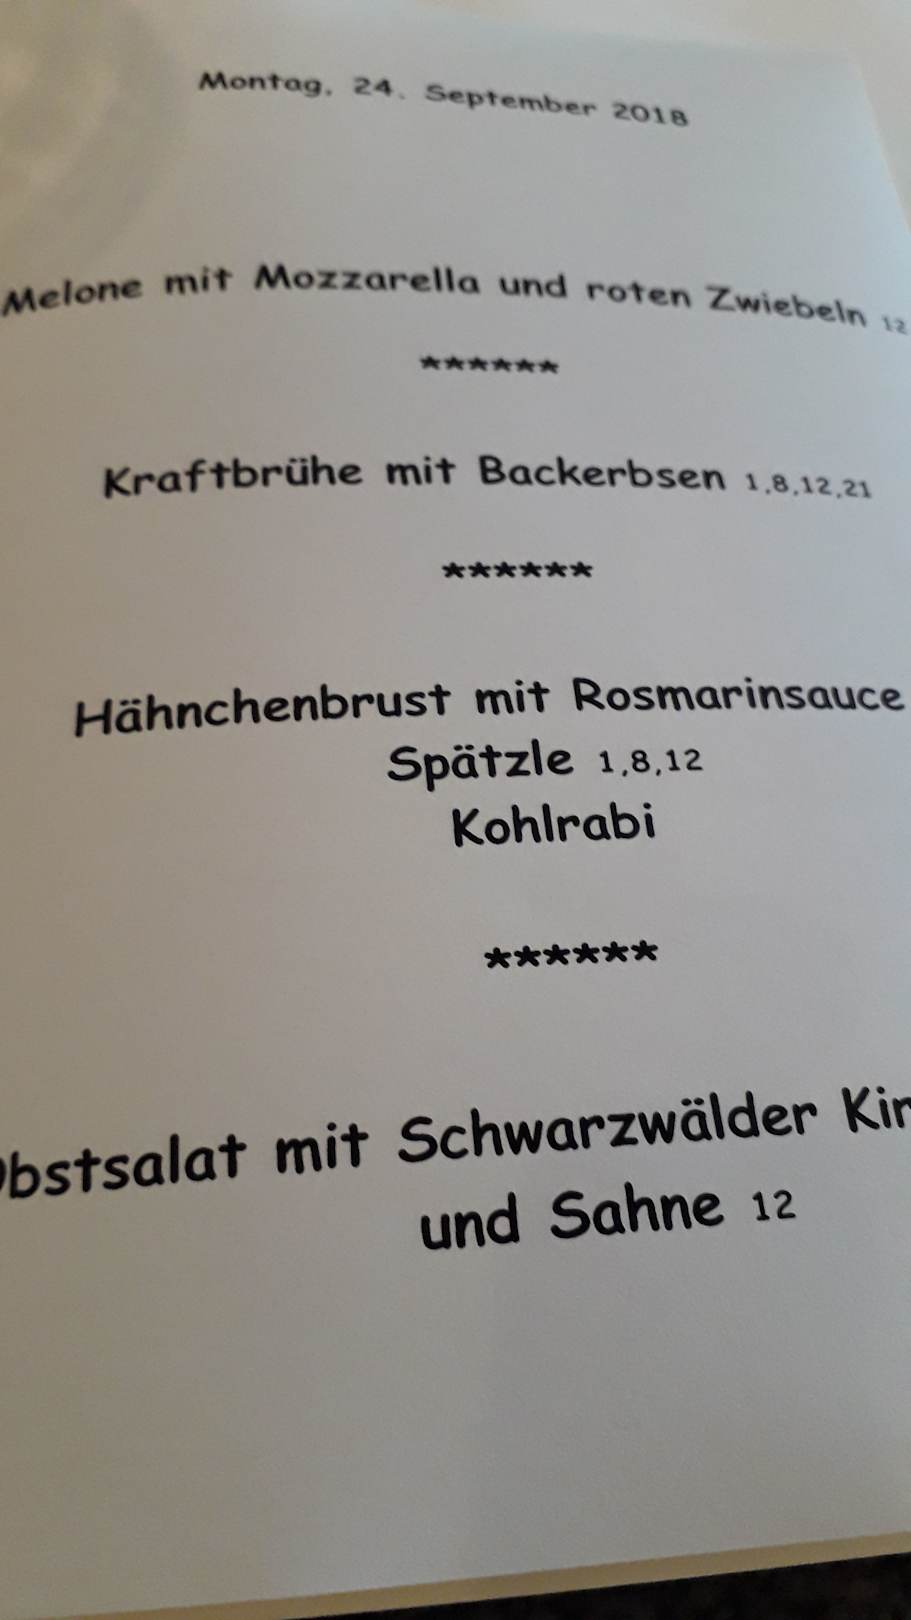 Montag, 24. September 2018
Melone mit Mozzarella und roten Zwiebeln 12
******
Kraftbrühe mit Backerbsen 1,8,12,21
******
Hähnchenbrust mit Rosmarinsauce
Spätzle 1,8,12
Kohlrabi
******
Obstsalat mit Schwarzwälder
und Sahne 12